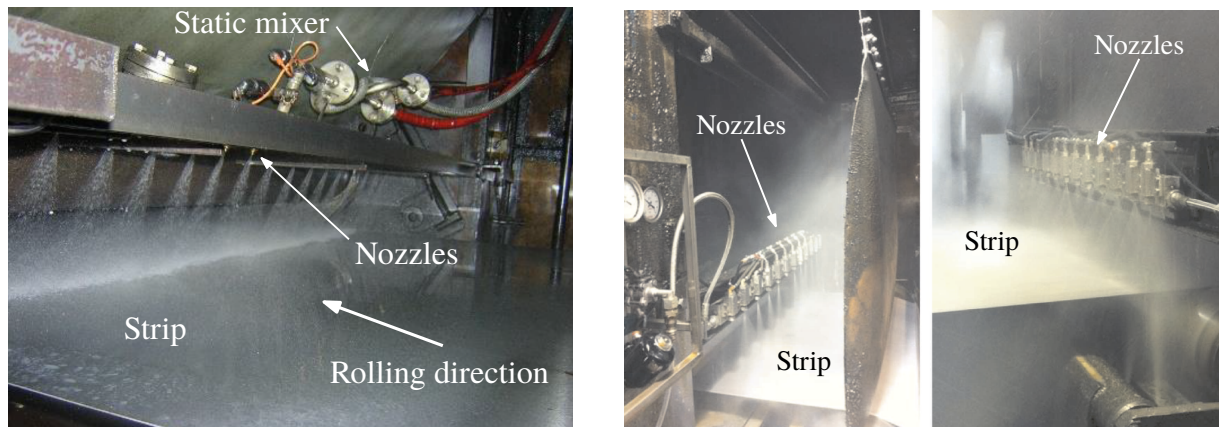 Static mixer
Nozzles
Strip
Rolling direction
Nozzles
Strip
Nozzles
Strip